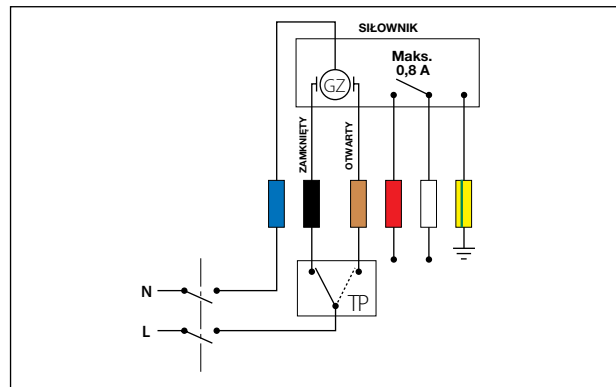 SIŁOWNIK
Maks.
0,8 A
GZ
ZAMKNIĘTY
OTWARTY
N
TP
L